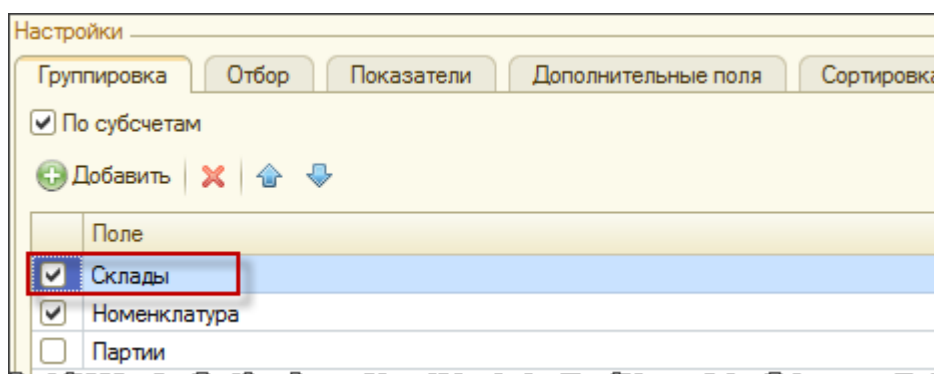 Настройки
Группировка Отбор Показатели Дополнительные поля Сортировка
По субсчетам
Добавить
Поле
Склады
Номенклатура
Партии